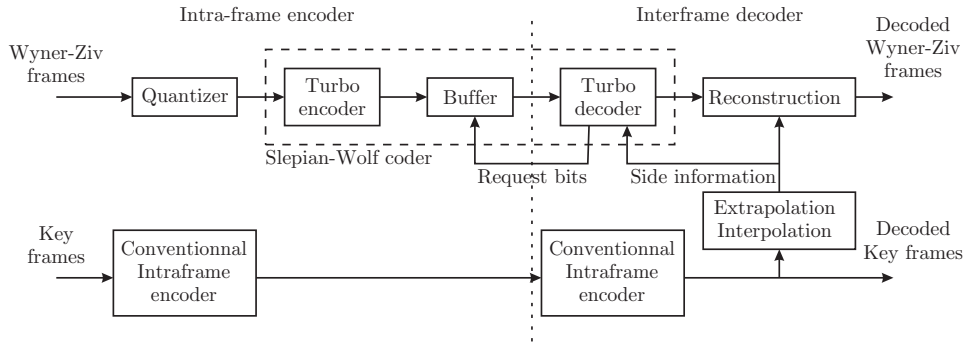 Intra-frame encoder
Interframe decoder
Wyner-Ziv
frames
Quantizer
Turbo
encoder
Buffer
Turbo
decoder
Reconstruction
Decoded
Wyner-Ziv
frames
Slepian-Wolf coder
Request bits
Side information
Extrapolation
Interpolation
Key
frames
Conventionnal
Intraframe
encoder
Conventionnal
Intraframe
encoder
Decoded
Key frames